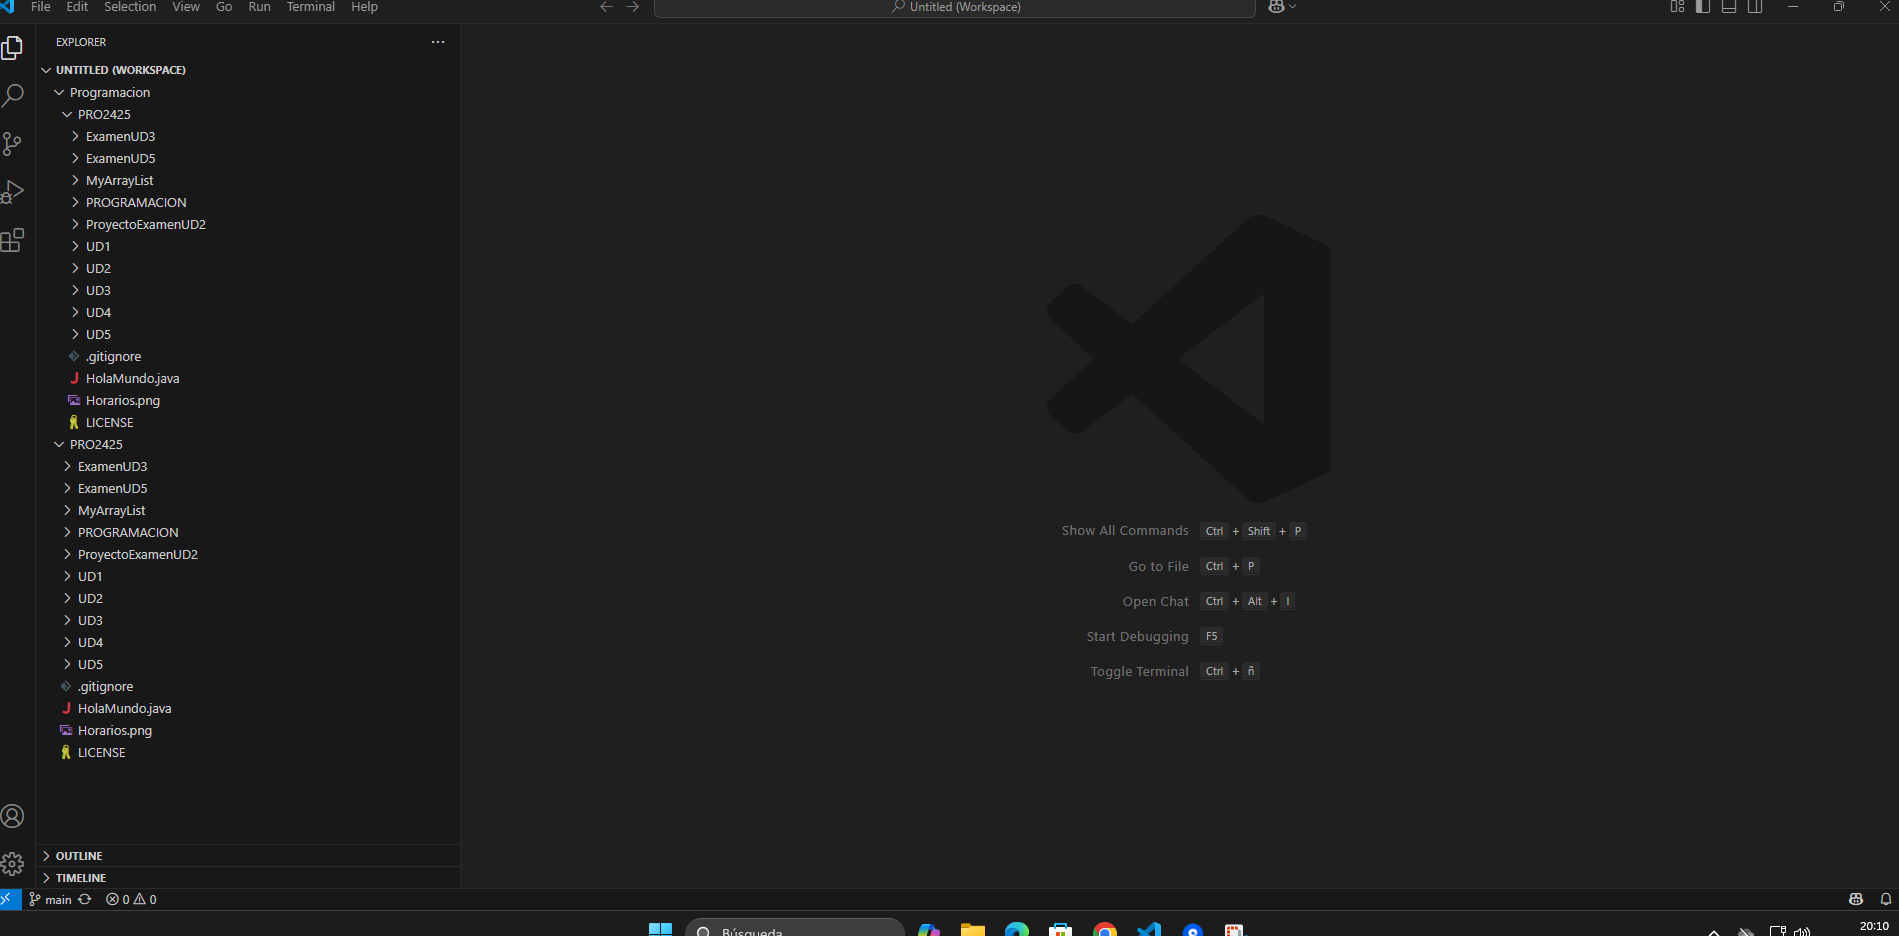 File Edit Selection View Go Run Terminal Help
Untitled (Workspace)
EXPLORER
UNTITLED (WORKSPACE)
Programacion
PRO2425
ExamenUD3
ExamenUD5
MyArrayList
PROGRAMACION
ProyectoExamenUD2
UD1
UD2
UD3
UD4
UD5
.gitignore
J HolaMundo.java
Horarios.png
LICENSE
PRO2425
ExamenUD3
ExamenUD5
MyArrayList
PROGRAMACION
ProyectoExamenUD2
UD1
UD2
UD3
UD4
UD5
.gitignore
J HolaMundo.java
Horarios.png
LICENSE
OUTLINE
TIMELINE
Show All Commands Ctrl + Shift + P
Go to File Ctrl + P
Open Chat Ctrl + Alt + I
Start Debugging F5
Toggle Terminal Ctrl + ñ
main 0 0
Búsqueda
20:10